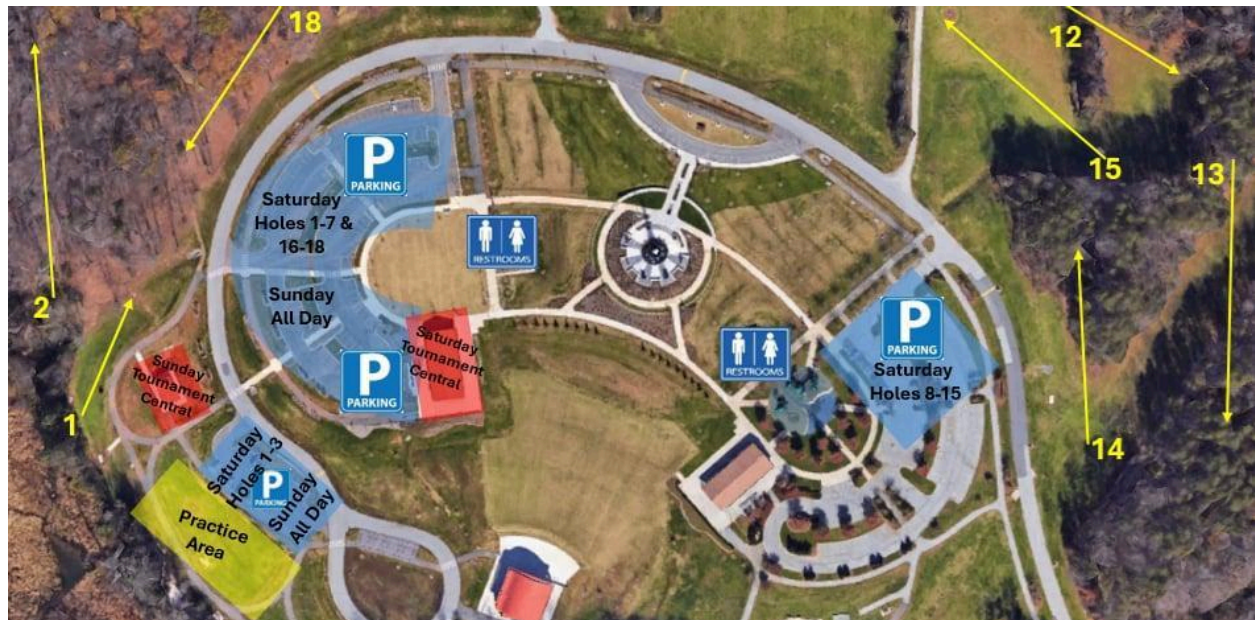 18
12
P
PARKING
Saturday
Holes 1-7 &
16-18
RESTROOMS
15
13
2
Sunday
All Day
1
Sunday
Tournament
Central
Saturday
Tournament
Central
P
PARKING
RESTROOMS
P
PARKING
Saturday
Holes 8-15
14
Saturday
Holes 1-3
P
PARKING
Sunday
All Day
Practice
Area